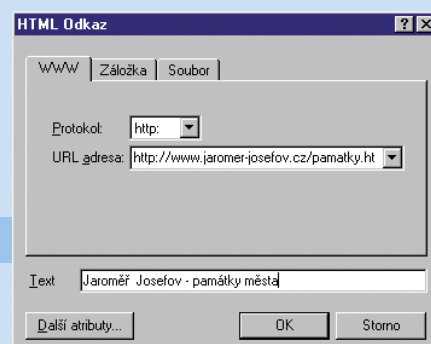 HTML Odkaz
WWW Záložka Soubor
Protokol: http:
URL adresa: http://www.jaromer-josefov.cz/pamatky.ht
Text Jaroměř Josefov - památky města
Další atributy... OK Storno